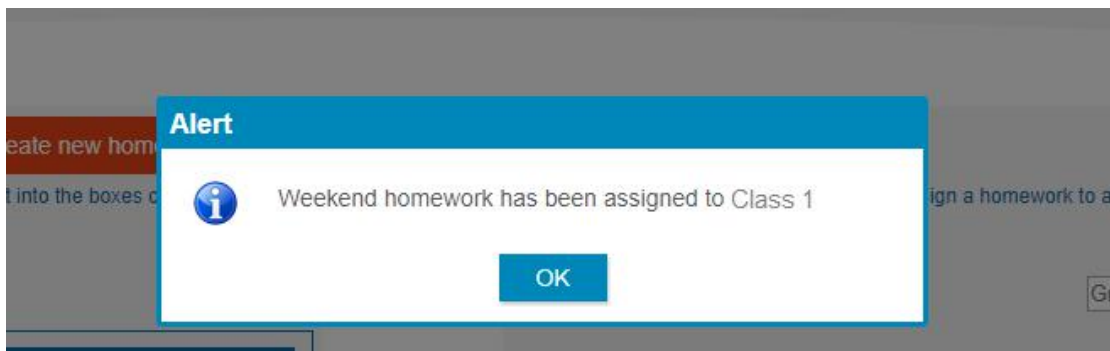 Alert
eate new hom
t into the boxes
Weekend homework has been assigned to Class 1
ign a homework to a
OK